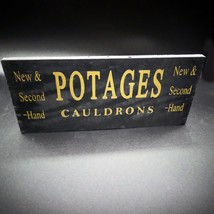 New &
Second
-Hand
POTAGES
CAULDRONS
New &
Second
-Hand